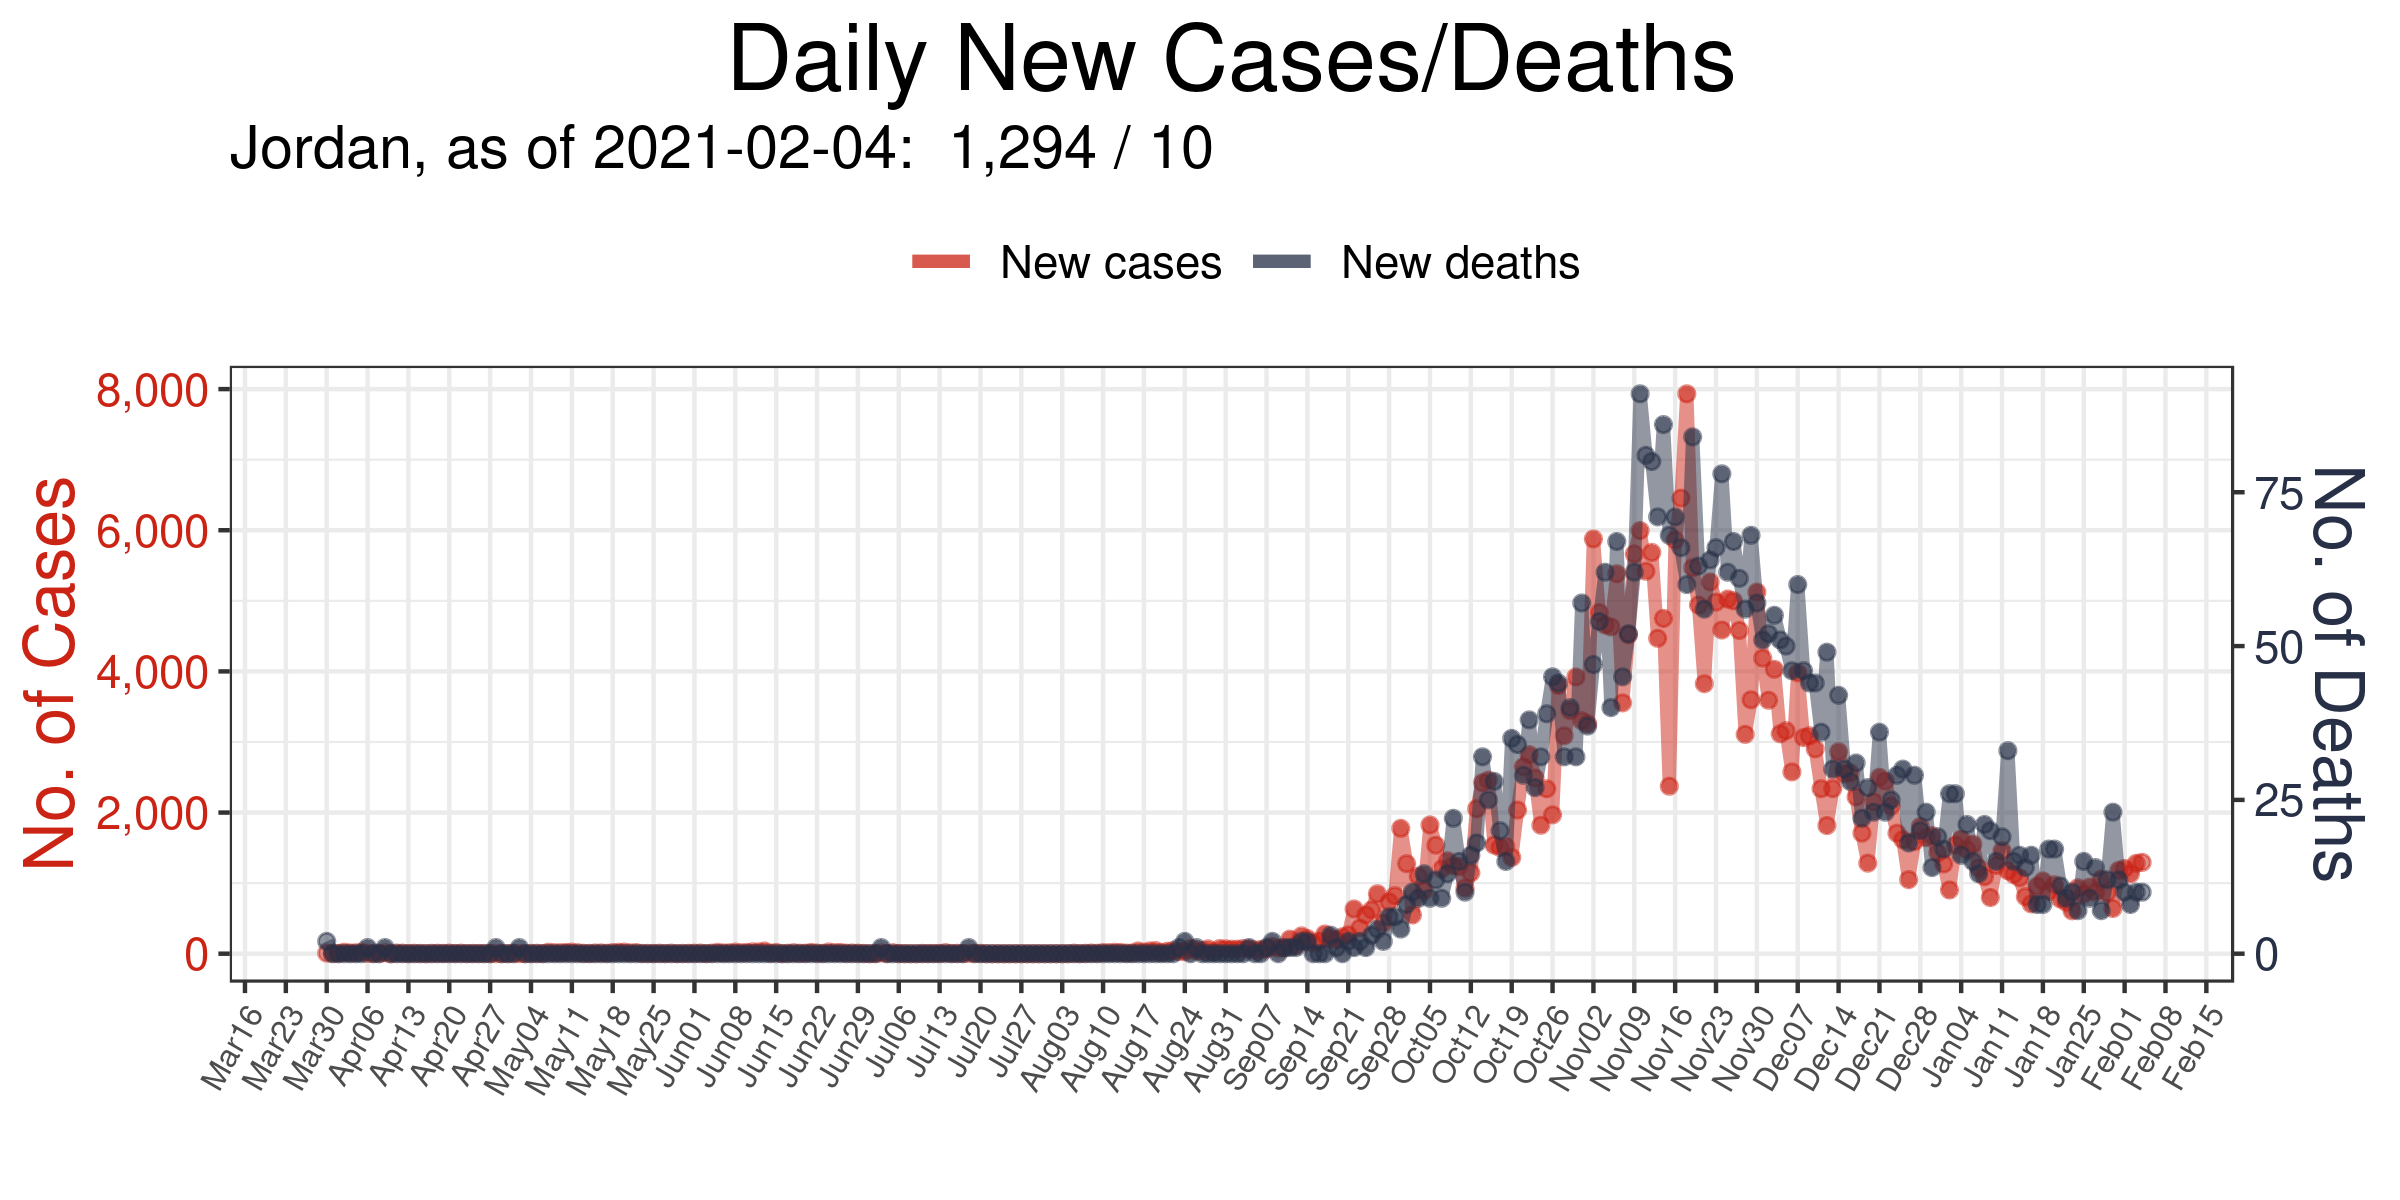 Daily New Cases/Deaths
Jordan, as of 2021-02-04:  1,294 / 10
New cases
New deaths
No. of Cases
8,000
6,000
4,000
2,000
0
75
50
25
0
No. of Deaths
Mar16
Mar23
Mar30
Apr06
Apr13
Apr20
Apr27
May04
May11
May18
May25
Jun01
Jun08
Jun15
Jun22
Jun29
Jul06
Jul13
Jul20
Jul27
Aug03
Aug10
Aug17
Aug24
Aug31
Sep07
Sep14
Sep21
Sep28
Oct05
Oct12
Oct19
Oct26
Nov02
Nov09
Nov16
Nov23
Nov30
Dec07
Dec14
Dec21
Dec28
Jan04
Jan11
Jan18
Jan25
Feb01
Feb08
Feb15